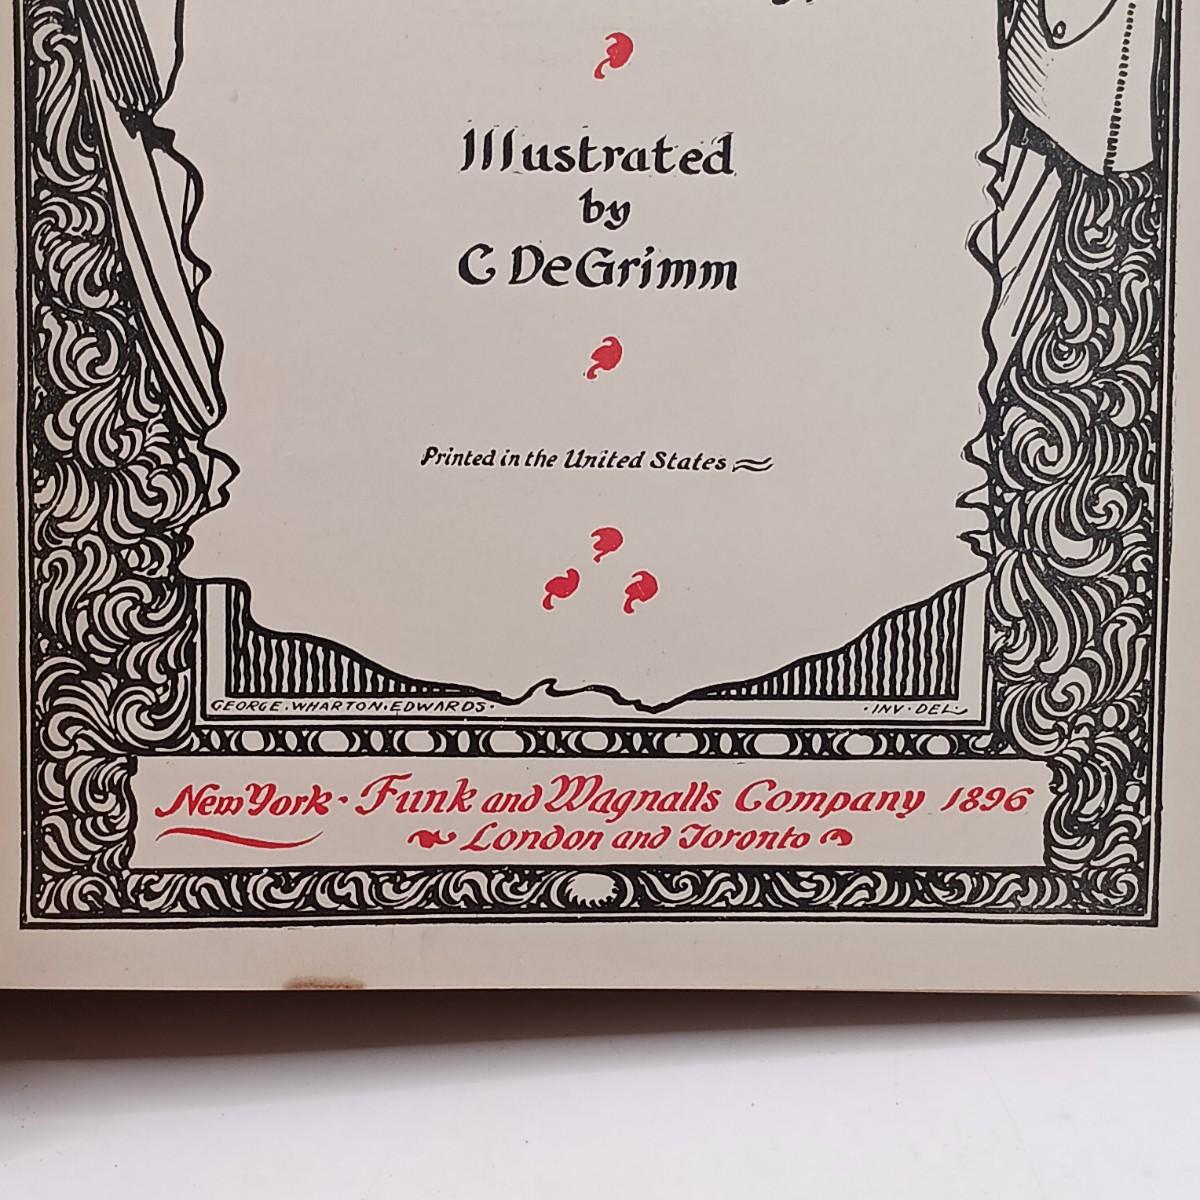 Illustrated
by
C DeGrimm
Printed in the United States
GEORGE·WHARTON·EDWARDS·
·INV·DEL·
New York · Funk and Wagnalls Company 1896
London and Toronto